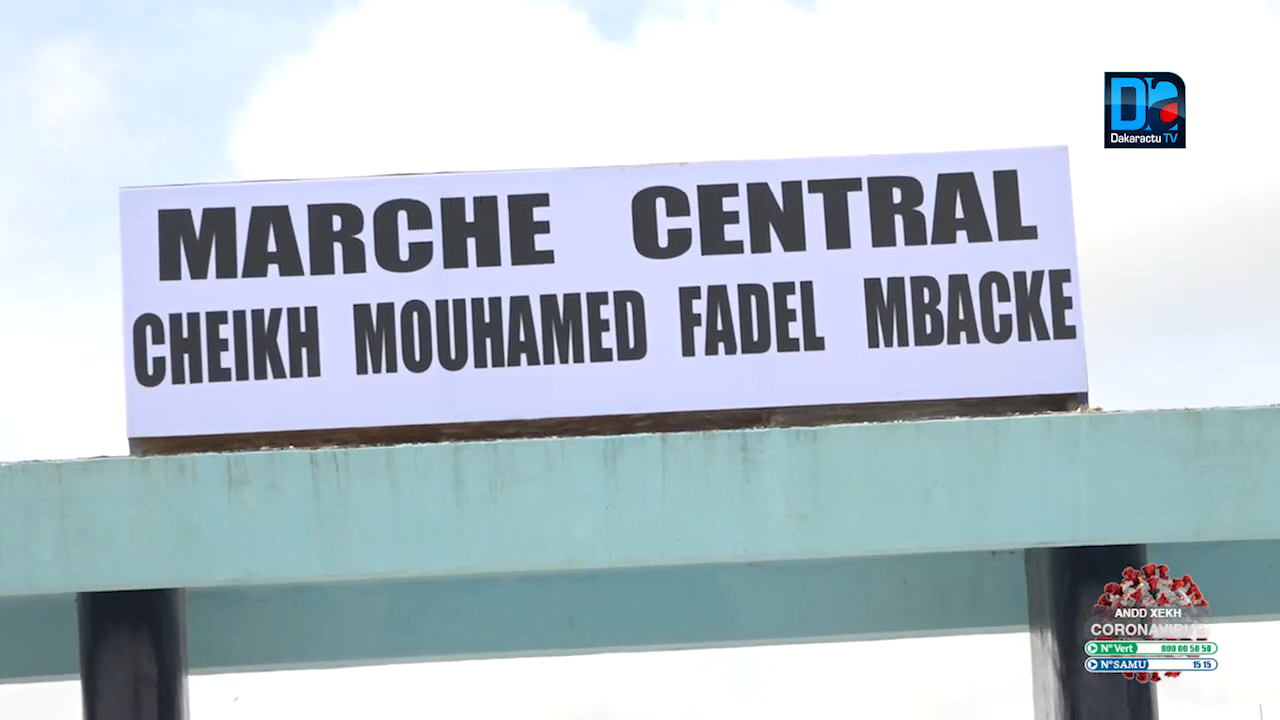 Dakaractu TV
MARCHE CENTRAL
CHEIKH MOUHAMED FADEL MBACKE
ANDD XEKH
CORONAVIRUS
N° Vert 800 00 50 50
N° SAMU 15 15